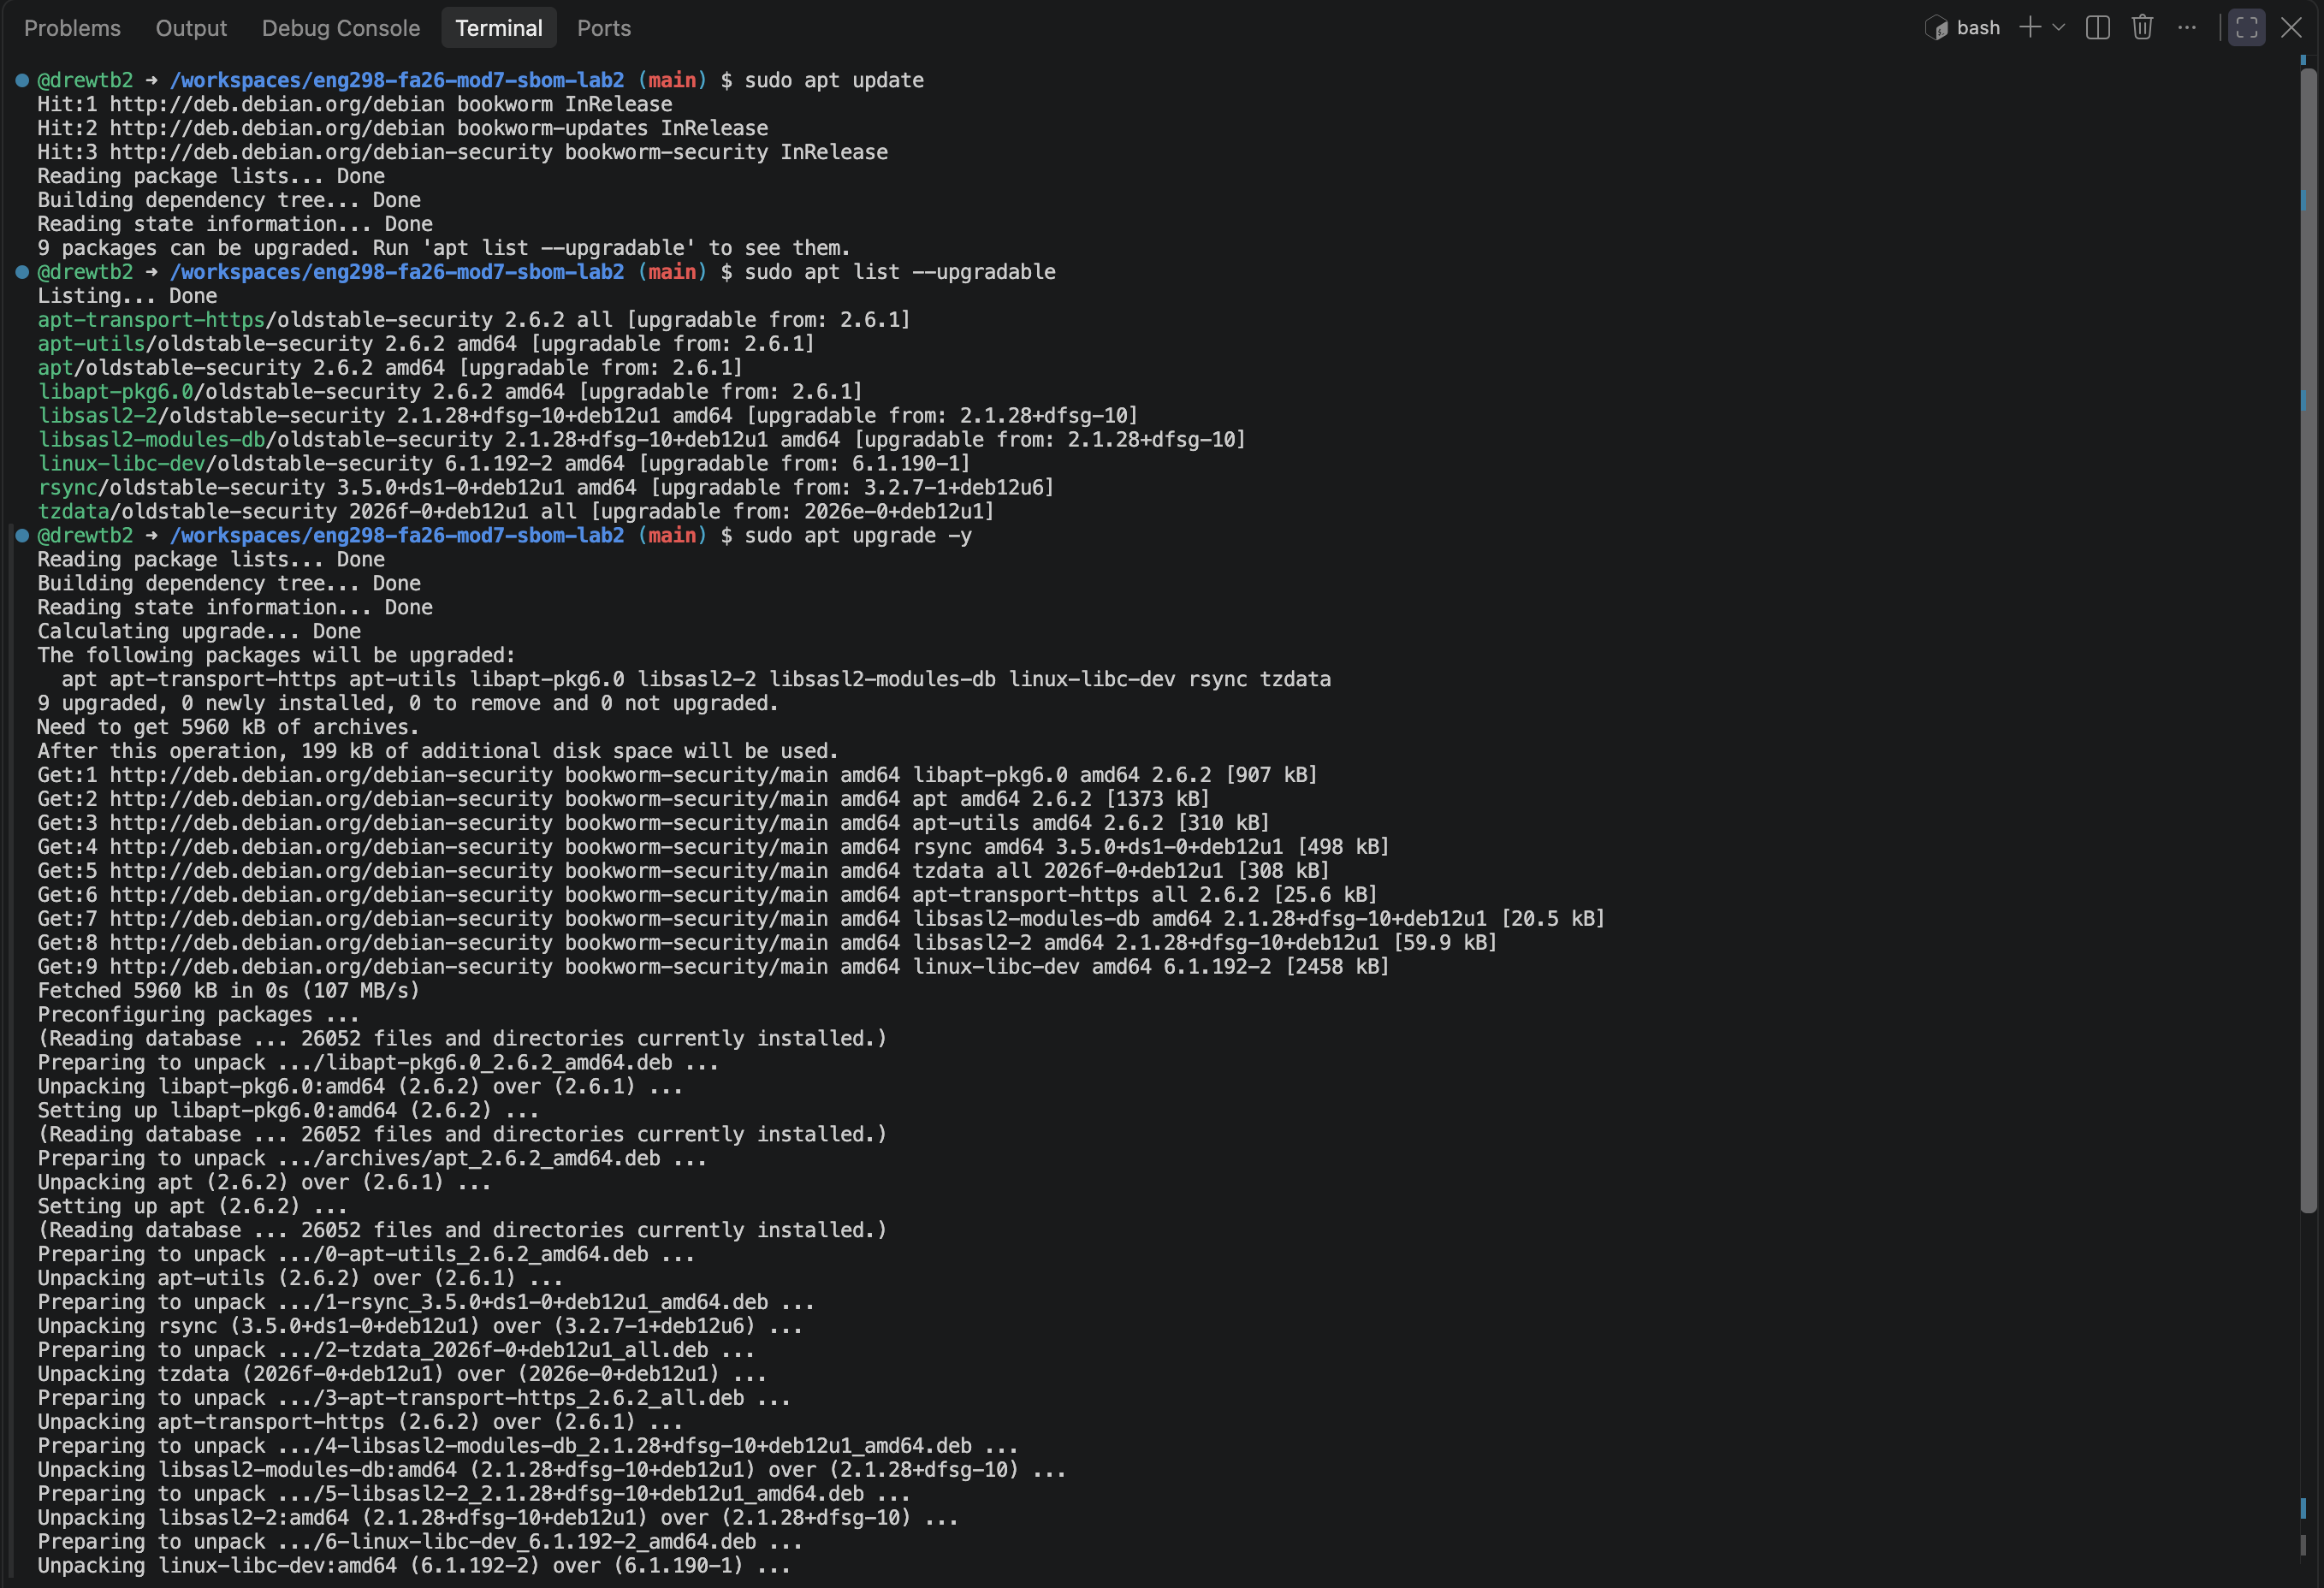 Problems Output Debug Console Terminal Ports bash
@drewtb2 → /workspaces/eng298-fa26-mod7-sbom-lab2 (main) $ sudo apt update
Hit:1 http://deb.debian.org/debian bookworm InRelease
Hit:2 http://deb.debian.org/debian bookworm-updates InRelease
Hit:3 http://deb.debian.org/debian-security bookworm-security InRelease
Reading package lists... Done
Building dependency tree... Done
Reading state information... Done
9 packages can be upgraded. Run 'apt list --upgradable' to see them.
@drewtb2 → /workspaces/eng298-fa26-mod7-sbom-lab2 (main) $ sudo apt list --upgradable
Listing... Done
apt-transport-https/oldstable-security 2.6.2 all [upgradable from: 2.6.1]
apt-utils/oldstable-security 2.6.2 amd64 [upgradable from: 2.6.1]
apt/oldstable-security 2.6.2 amd64 [upgradable from: 2.6.1]
libapt-pkg6.0/oldstable-security 2.6.2 amd64 [upgradable from: 2.6.1]
libsasl2-2/oldstable-security 2.1.28+dfsg-10+deb12u1 amd64 [upgradable from: 2.1.28+dfsg-10]
libsasl2-modules-db/oldstable-security 2.1.28+dfsg-10+deb12u1 amd64 [upgradable from: 2.1.28+dfsg-10]
linux-libc-dev/oldstable-security 6.1.192-2 amd64 [upgradable from: 6.1.190-1]
rsync/oldstable-security 3.5.0+ds1-0+deb12u1 amd64 [upgradable from: 3.2.7-1+deb12u6]
tzdata/oldstable-security 2026f-0+deb12u1 all [upgradable from: 2026e-0+deb12u1]
@drewtb2 → /workspaces/eng298-fa26-mod7-sbom-lab2 (main) $ sudo apt upgrade -y
Reading package lists... Done
Building dependency tree... Done
Reading state information... Done
Calculating upgrade... Done
The following packages will be upgraded:
  apt apt-transport-https apt-utils libapt-pkg6.0 libsasl2-2 libsasl2-modules-db linux-libc-dev rsync tzdata
9 upgraded, 0 newly installed, 0 to remove and 0 not upgraded.
Need to get 5960 kB of archives.
After this operation, 199 kB of additional disk space will be used.
Get:1 http://deb.debian.org/debian-security bookworm-security/main amd64 libapt-pkg6.0 amd64 2.6.2 [907 kB]
Get:2 http://deb.debian.org/debian-security bookworm-security/main amd64 apt amd64 2.6.2 [1373 kB]
Get:3 http://deb.debian.org/debian-security bookworm-security/main amd64 apt-utils amd64 2.6.2 [310 kB]
Get:4 http://deb.debian.org/debian-security bookworm-security/main amd64 rsync amd64 3.5.0+ds1-0+deb12u1 [498 kB]
Get:5 http://deb.debian.org/debian-security bookworm-security/main amd64 tzdata all 2026f-0+deb12u1 [308 kB]
Get:6 http://deb.debian.org/debian-security bookworm-security/main amd64 apt-transport-https all 2.6.2 [25.6 kB]
Get:7 http://deb.debian.org/debian-security bookworm-security/main amd64 libsasl2-modules-db amd64 2.1.28+dfsg-10+deb12u1 [20.5 kB]
Get:8 http://deb.debian.org/debian-security bookworm-security/main amd64 libsasl2-2 amd64 2.1.28+dfsg-10+deb12u1 [59.9 kB]
Get:9 http://deb.debian.org/debian-security bookworm-security/main amd64 linux-libc-dev amd64 6.1.192-2 [2458 kB]
Fetched 5960 kB in 0s (107 MB/s)
Preconfiguring packages ...
(Reading database ... 26052 files and directories currently installed.)
Preparing to unpack .../libapt-pkg6.0_2.6.2_amd64.deb ...
Unpacking libapt-pkg6.0:amd64 (2.6.2) over (2.6.1) ...
Setting up libapt-pkg6.0:amd64 (2.6.2) ...
(Reading database ... 26052 files and directories currently installed.)
Preparing to unpack .../archives/apt_2.6.2_amd64.deb ...
Unpacking apt (2.6.2) over (2.6.1) ...
Setting up apt (2.6.2) ...
(Reading database ... 26052 files and directories currently installed.)
Preparing to unpack .../0-apt-utils_2.6.2_amd64.deb ...
Unpacking apt-utils (2.6.2) over (2.6.1) ...
Preparing to unpack .../1-rsync_3.5.0+ds1-0+deb12u1_amd64.deb ...
Unpacking rsync (3.5.0+ds1-0+deb12u1) over (3.2.7-1+deb12u6) ...
Preparing to unpack .../2-tzdata_2026f-0+deb12u1_all.deb ...
Unpacking tzdata (2026f-0+deb12u1) over (2026e-0+deb12u1) ...
Preparing to unpack .../3-apt-transport-https_2.6.2_all.deb ...
Unpacking apt-transport-https (2.6.2) over (2.6.1) ...
Preparing to unpack .../4-libsasl2-modules-db_2.1.28+dfsg-10+deb12u1_amd64.deb ...
Unpacking libsasl2-modules-db:amd64 (2.1.28+dfsg-10+deb12u1) over (2.1.28+dfsg-10) ...
Preparing to unpack .../5-libsasl2-2_2.1.28+dfsg-10+deb12u1_amd64.deb ...
Unpacking libsasl2-2:amd64 (2.1.28+dfsg-10+deb12u1) over (2.1.28+dfsg-10) ...
Preparing to unpack .../6-linux-libc-dev_6.1.192-2_amd64.deb ...
Unpacking linux-libc-dev:amd64 (6.1.192-2) over (6.1.190-1) ...